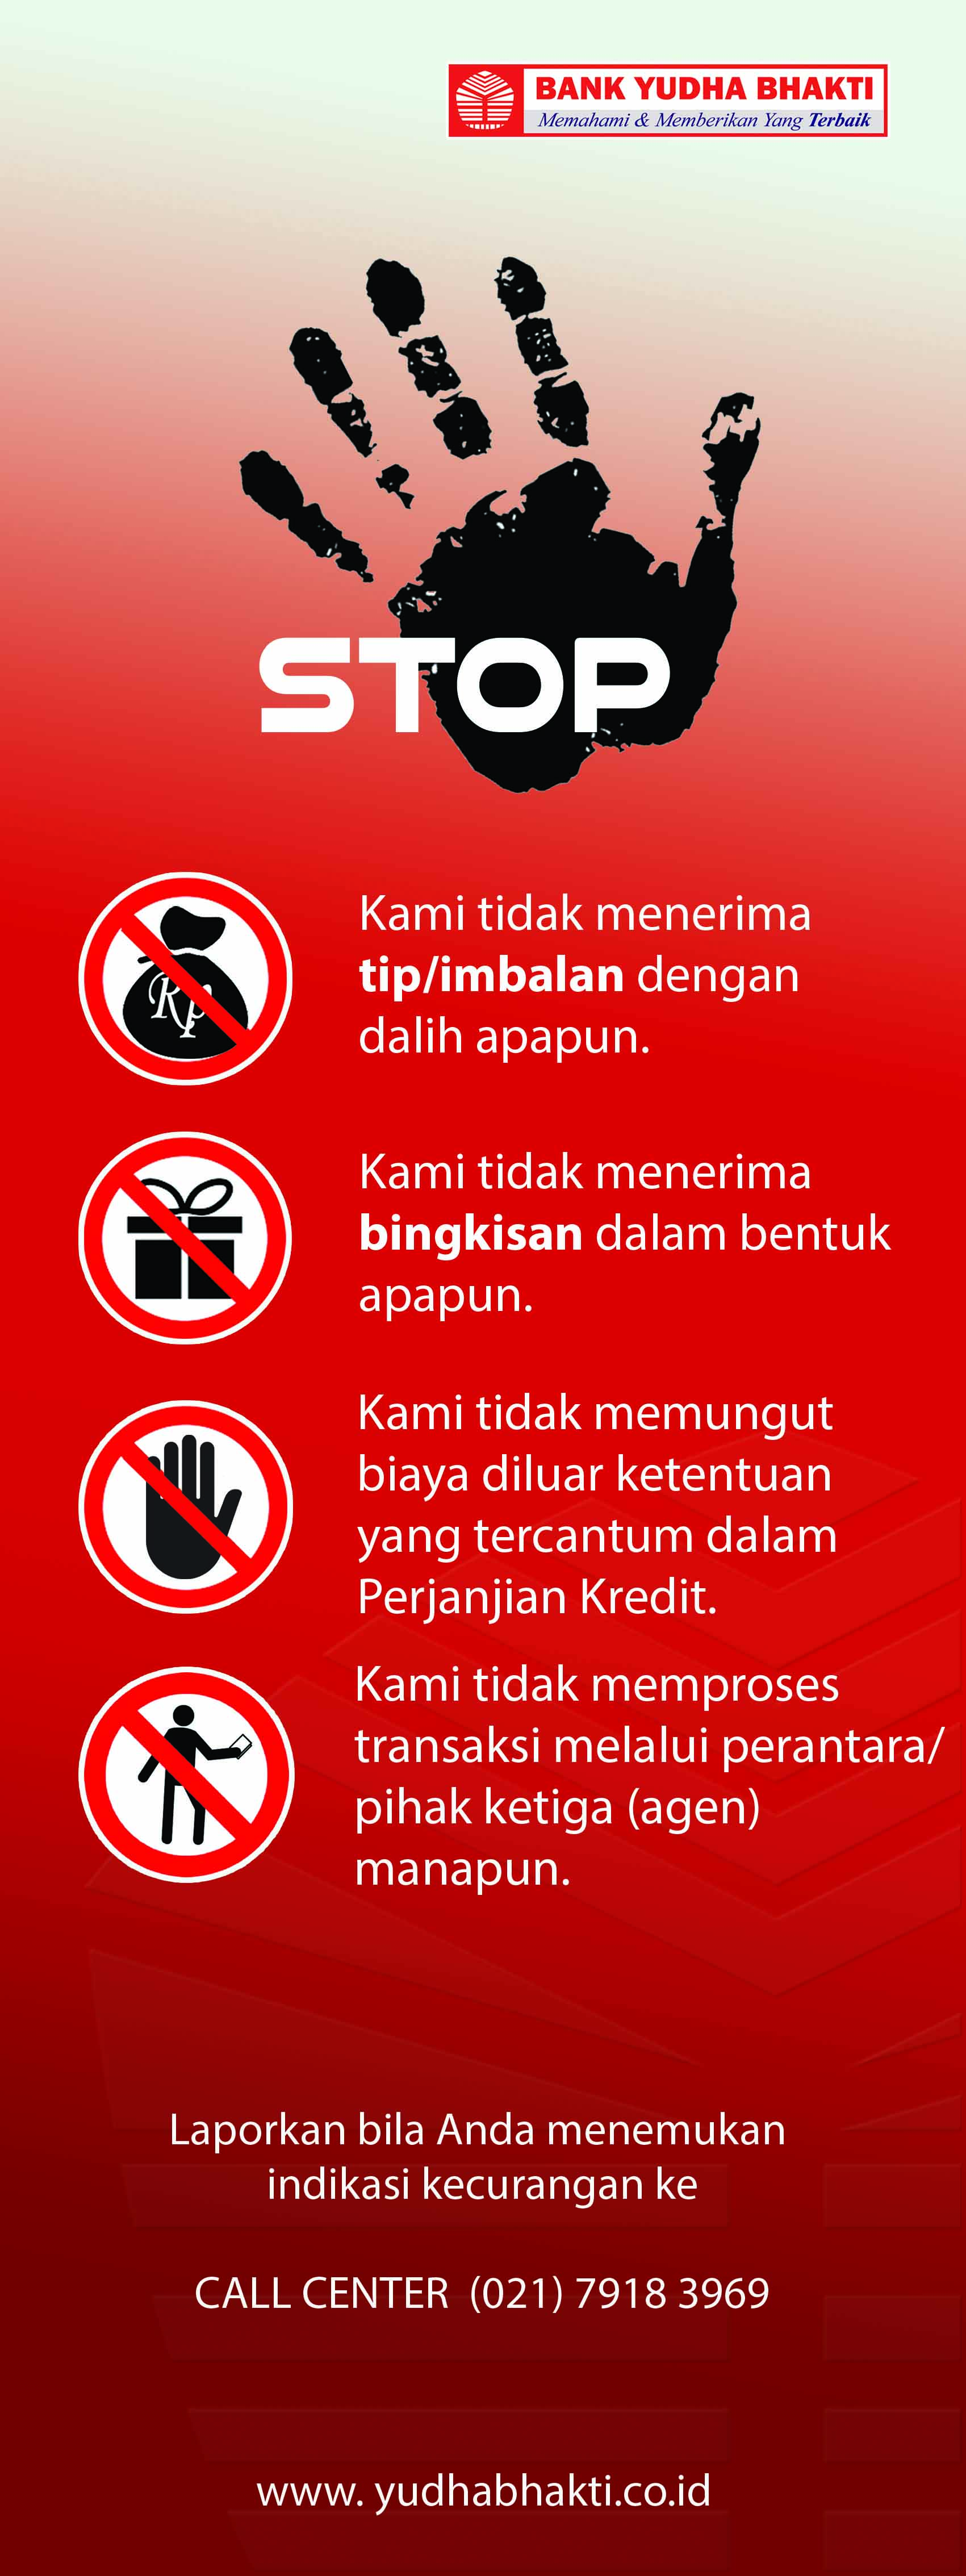 BANK YUDHA BHAKTI
Memahami & Memberikan Yang Terbaik
STOP
Rp
Kami tidak menerima
tip/imbalan dengan
dalih apapun.
Kami tidak menerima
bingkisan dalam bentuk
apapun.
Kami tidak memungut
biaya diluar ketentuan
yang tercantum dalam
Perjanjian Kredit.
Kami tidak memproses
transaksi melalui perantara/
pihak ketiga (agen)
manapun.
Laporkan bila Anda menemukan
indikasi kecurangan ke
CALL CENTER (021) 7918 3969
www. yudhabhakti.co.id